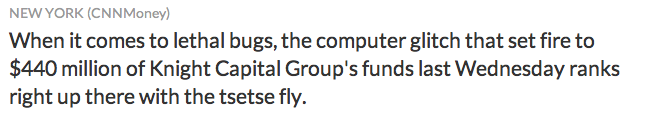 NEW YORK (CNNMoney)
When it comes to lethal bugs, the computer glitch that set fire to
$440 million of Knight Capital Group's funds last Wednesday ranks
right up there with the tsetse fly.